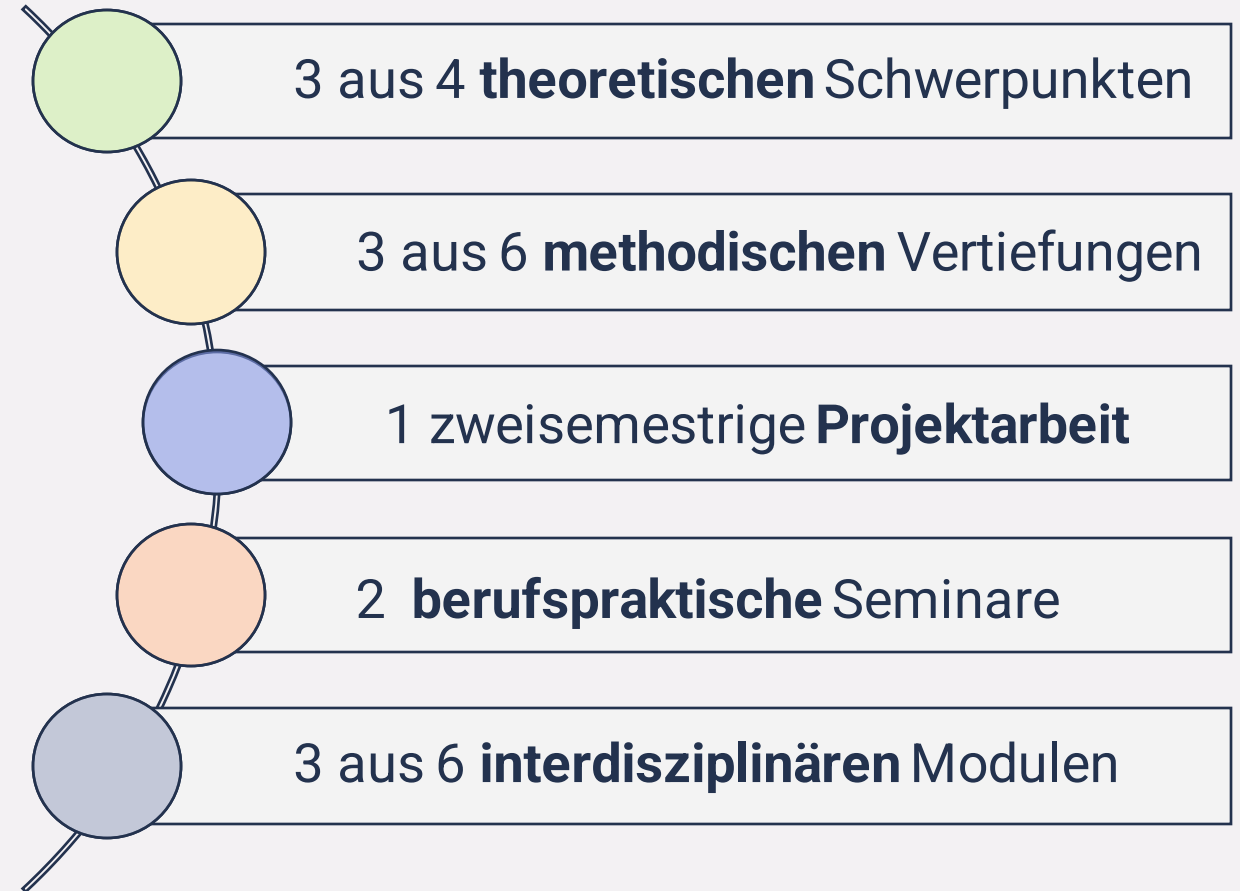 3 aus 4 theoretischen Schwerpunkten
3 aus 6 methodischen Vertiefungen
1 zweisemestrige Projektarbeit
2 berufspraktische Seminare
3 aus 6 interdisziplinären Modulen